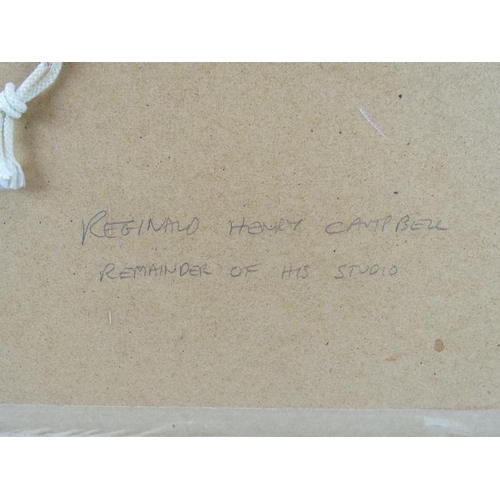 REGINALD HENRY CAMPBELL
REMAINDER OF HIS STUDIO